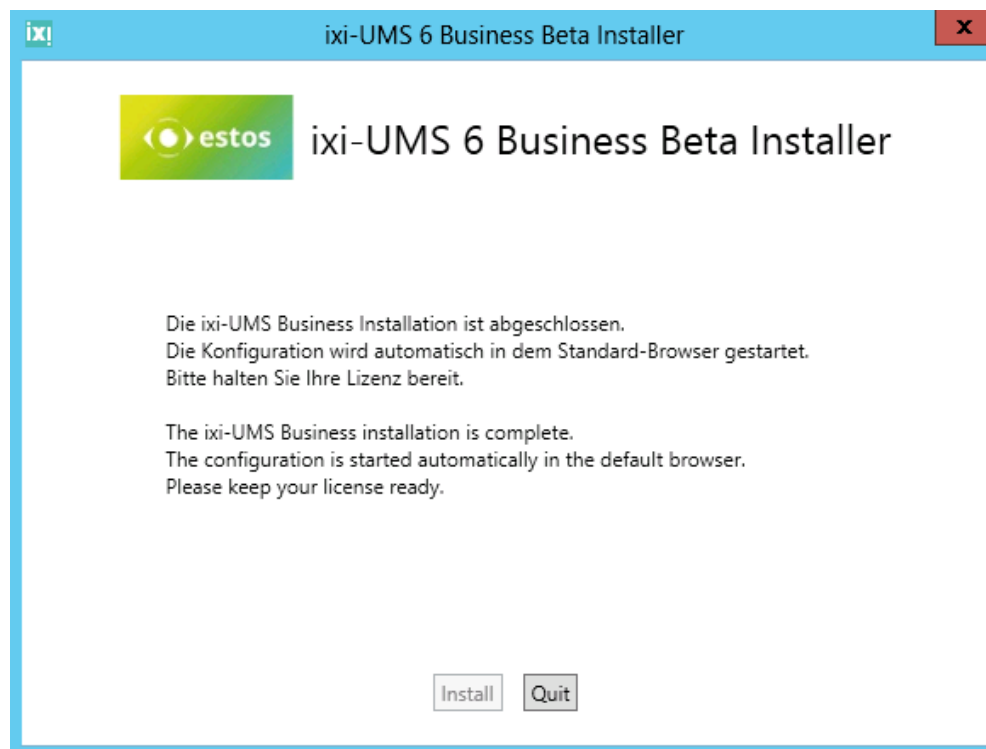 ixi
ixi-UMS 6 Business Beta Installer
x
estos
ixi-UMS 6 Business Beta Installer
Die ixi-UMS Business Installation ist abgeschlossen.
Die Konfiguration wird automatisch in dem Standard-Browser gestartet.
Bitte halten Sie Ihre Lizenz bereit.
The ixi-UMS Business installation is complete.
The configuration is started automatically in the default browser.
Please keep your license ready.
Install
Quit